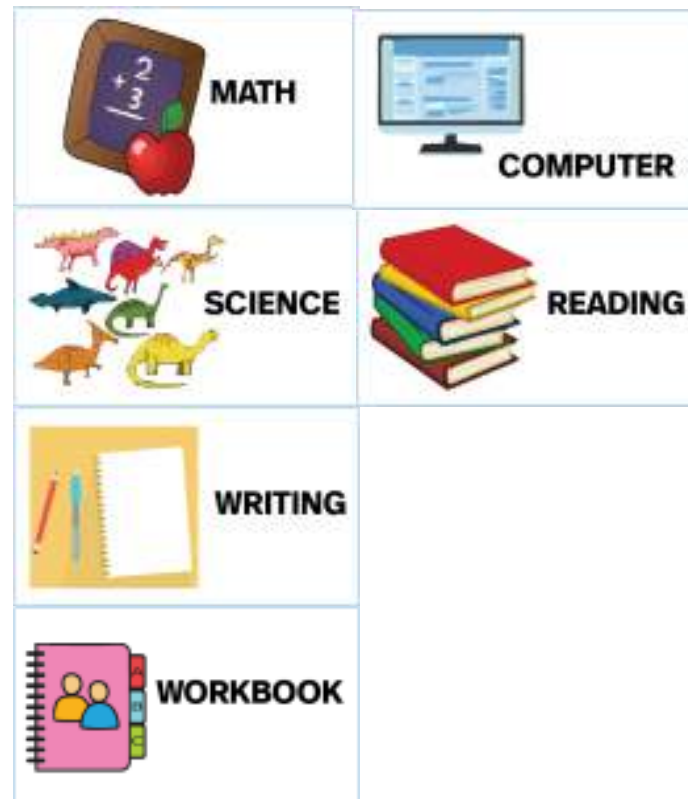 2
+ 3
MATH
COMPUTER
SCIENCE
READING
WRITING
A
B
C
WORKBOOK